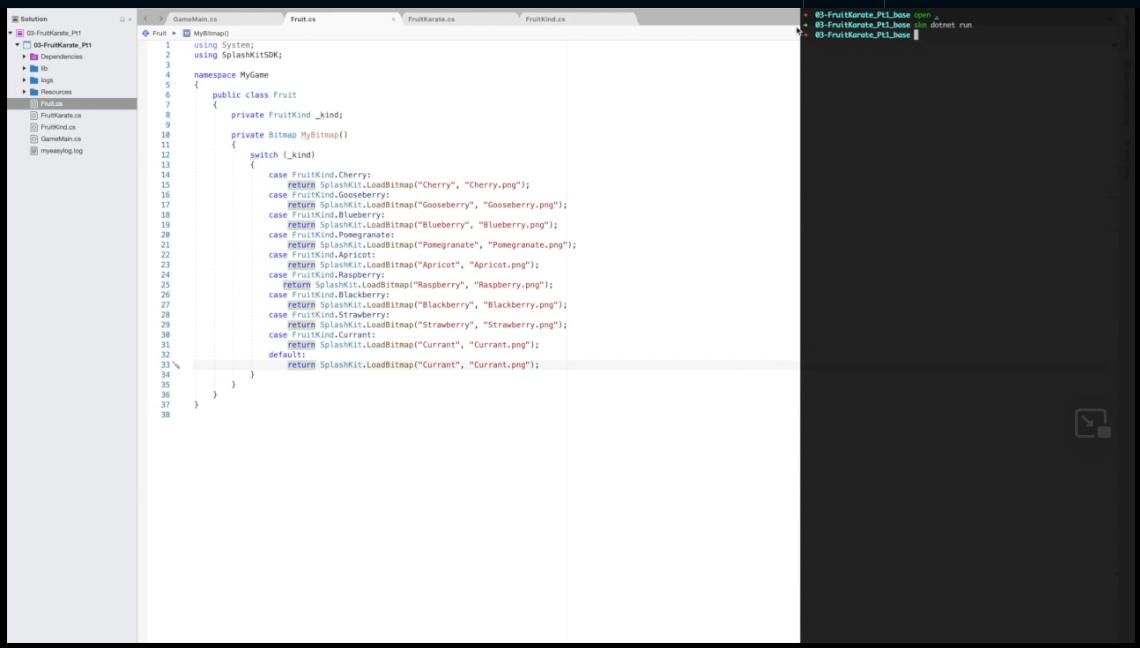 Solution
03-FruitKarate_Pt1
03-FruitKarate_Pt1
Dependencies
lib
logs
Resources
Fruit.cs
FruitKarate.cs
FruitKind.cs
GameMain.cs
myeasylog.log
GameMain.cs Fruit.cs × FruitKarate.cs FruitKind.cs
Fruit ▸ MyBitmap()
1 using System;
2 using SplashKitSDK;
3
4 namespace MyGame
5 {
6 public class Fruit
7 {
8 private FruitKind _kind;
9
10 private Bitmap MyBitmap()
11 {
12 switch (_kind)
13 {
14 case FruitKind.Cherry:
15 return SplashKit.LoadBitmap("Cherry", "Cherry.png");
16 case FruitKind.Gooseberry:
17 return SplashKit.LoadBitmap("Gooseberry", "Gooseberry.png");
18 case FruitKind.Blueberry:
19 return SplashKit.LoadBitmap("Blueberry", "Blueberry.png");
20 case FruitKind.Pomegranate:
21 return SplashKit.LoadBitmap("Pomegranate", "Pomegranate.png");
22 case FruitKind.Apricot:
23 return SplashKit.LoadBitmap("Apricot", "Apricot.png");
24 case FruitKind.Raspberry:
25 return SplashKit.LoadBitmap("Raspberry", "Raspberry.png");
26 case FruitKind.Blackberry:
27 return SplashKit.LoadBitmap("Blackberry", "Blackberry.png");
28 case FruitKind.Strawberry:
29 return SplashKit.LoadBitmap("Strawberry", "Strawberry.png");
30 case FruitKind.Currant:
31 return SplashKit.LoadBitmap("Currant", "Currant.png");
32 default:
33 return SplashKit.LoadBitmap("Currant", "Currant.png");
34 }
35 }
36 }
37 }
38
03-FruitKarate_Pt1_base open .
03-FruitKarate_Pt1_base skm dotnet run
03-FruitKarate_Pt1_base